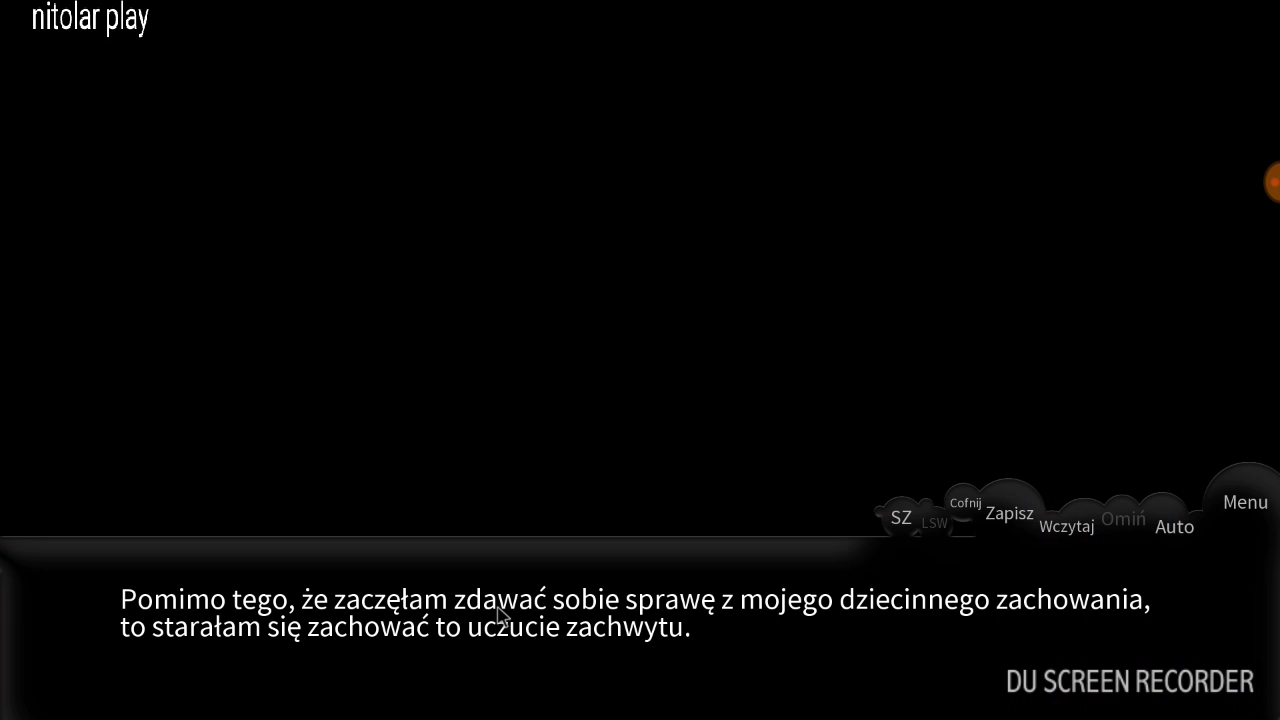 nitolar play
SZ
LSW
Cofnij
Zapisz
Wczytaj
Omiń
Auto
Menu
Pomimo tego, że zaczęłam zdawać sobie sprawę z mojego dziecinnego zachowania,
to starałam się zachować to uczucie zachwytu.
DU SCREEN RECORDER